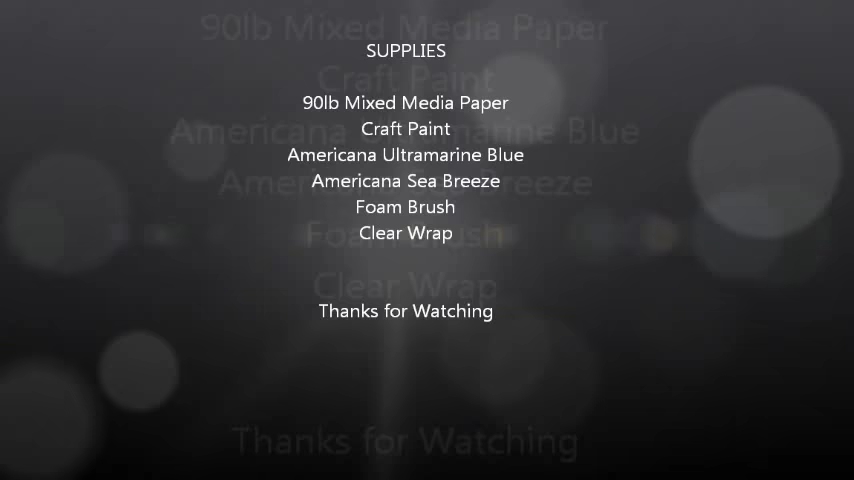 SUPPLIES
90lb Mixed Media Paper
Craft Paint
Americana Ultramarine Blue
Americana Sea Breeze
Foam Brush
Clear Wrap
Thanks for Watching